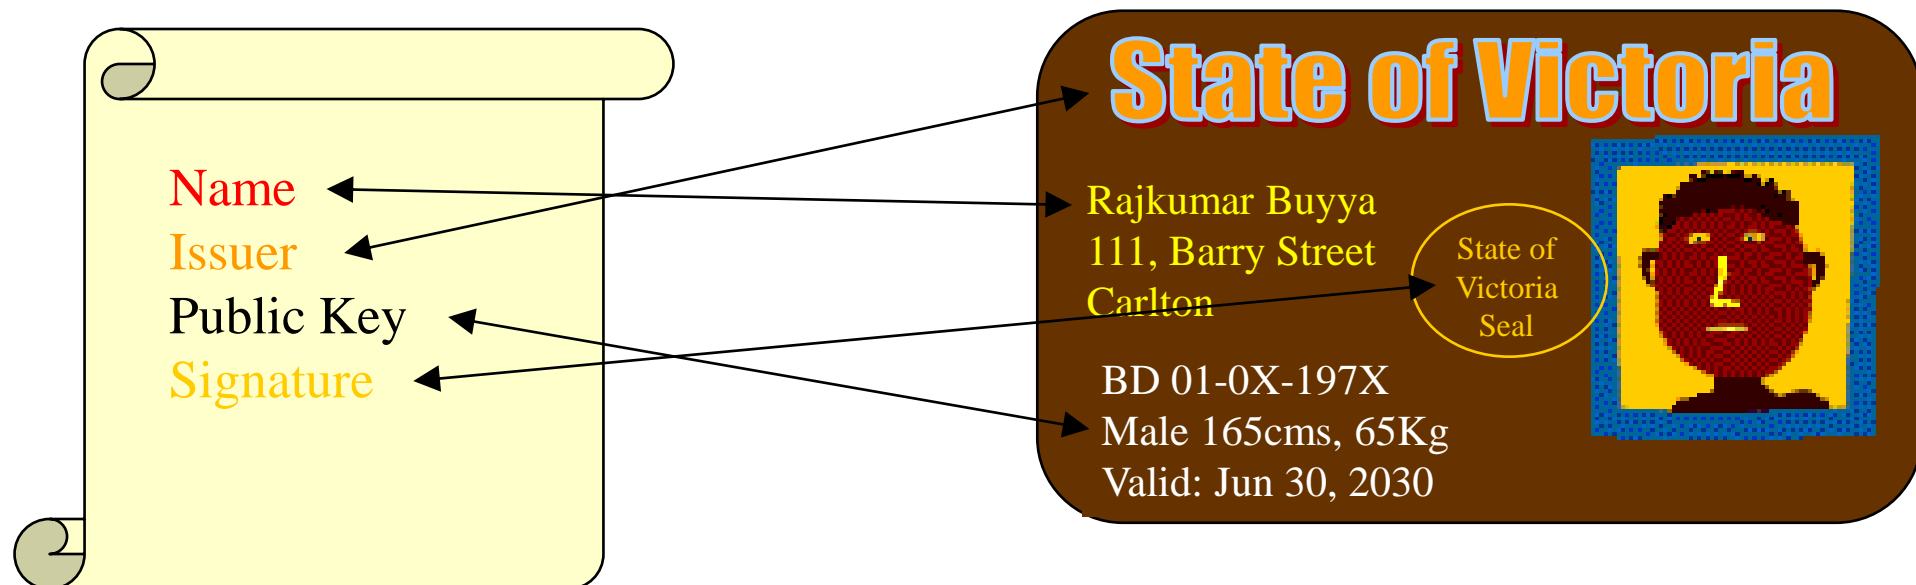 Name
Issuer
Public Key
Signature
State of Victoria
Rajkumar Buyya
111, Barry Street
Carlton
State of
Victoria
Seal
BD 01-0X-197X
Male 165cms, 65Kg
Valid: Jun 30, 2030